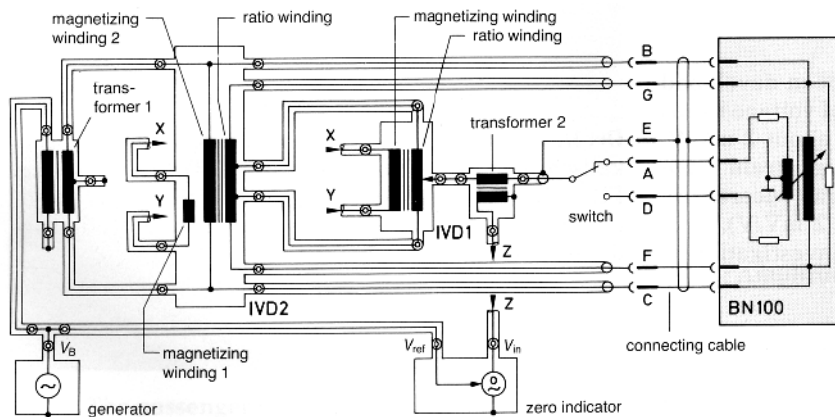 magnetizing
winding 2
ratio winding
magnetizing winding
ratio winding
B
G
trans-
former 1
X
X
transformer 2
E
A
Y
Y
switch
D
IVD1
Z
F
Z
C
IVD2
BN100
connecting cable
V_B
magnetizing
winding 1
V_ref
V_in
~
o
~
generator
zero indicator